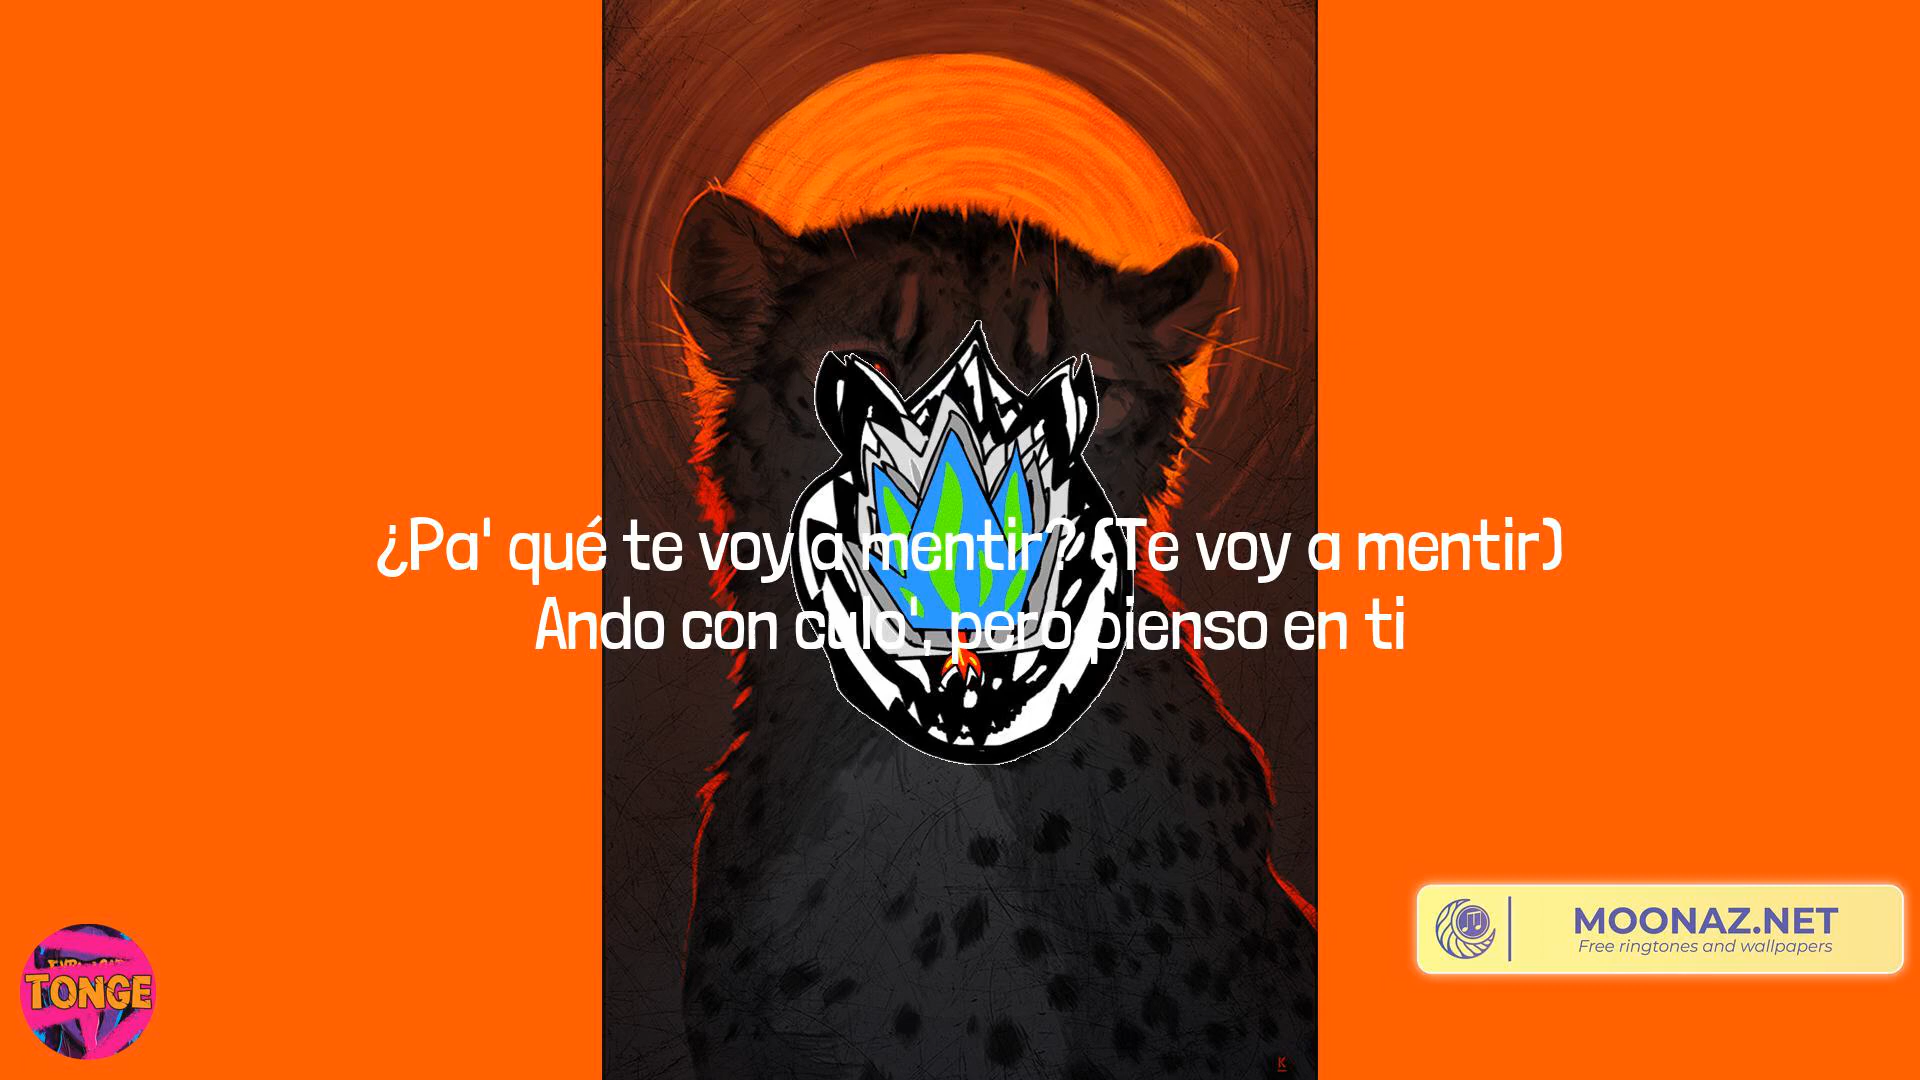 ¿Pa' qué te voy a mentir? (Te voy a mentir)
Ando con culo', pero pienso en ti
MOONAZ.NET
Free ringtones and wallpapers
TONGE
K